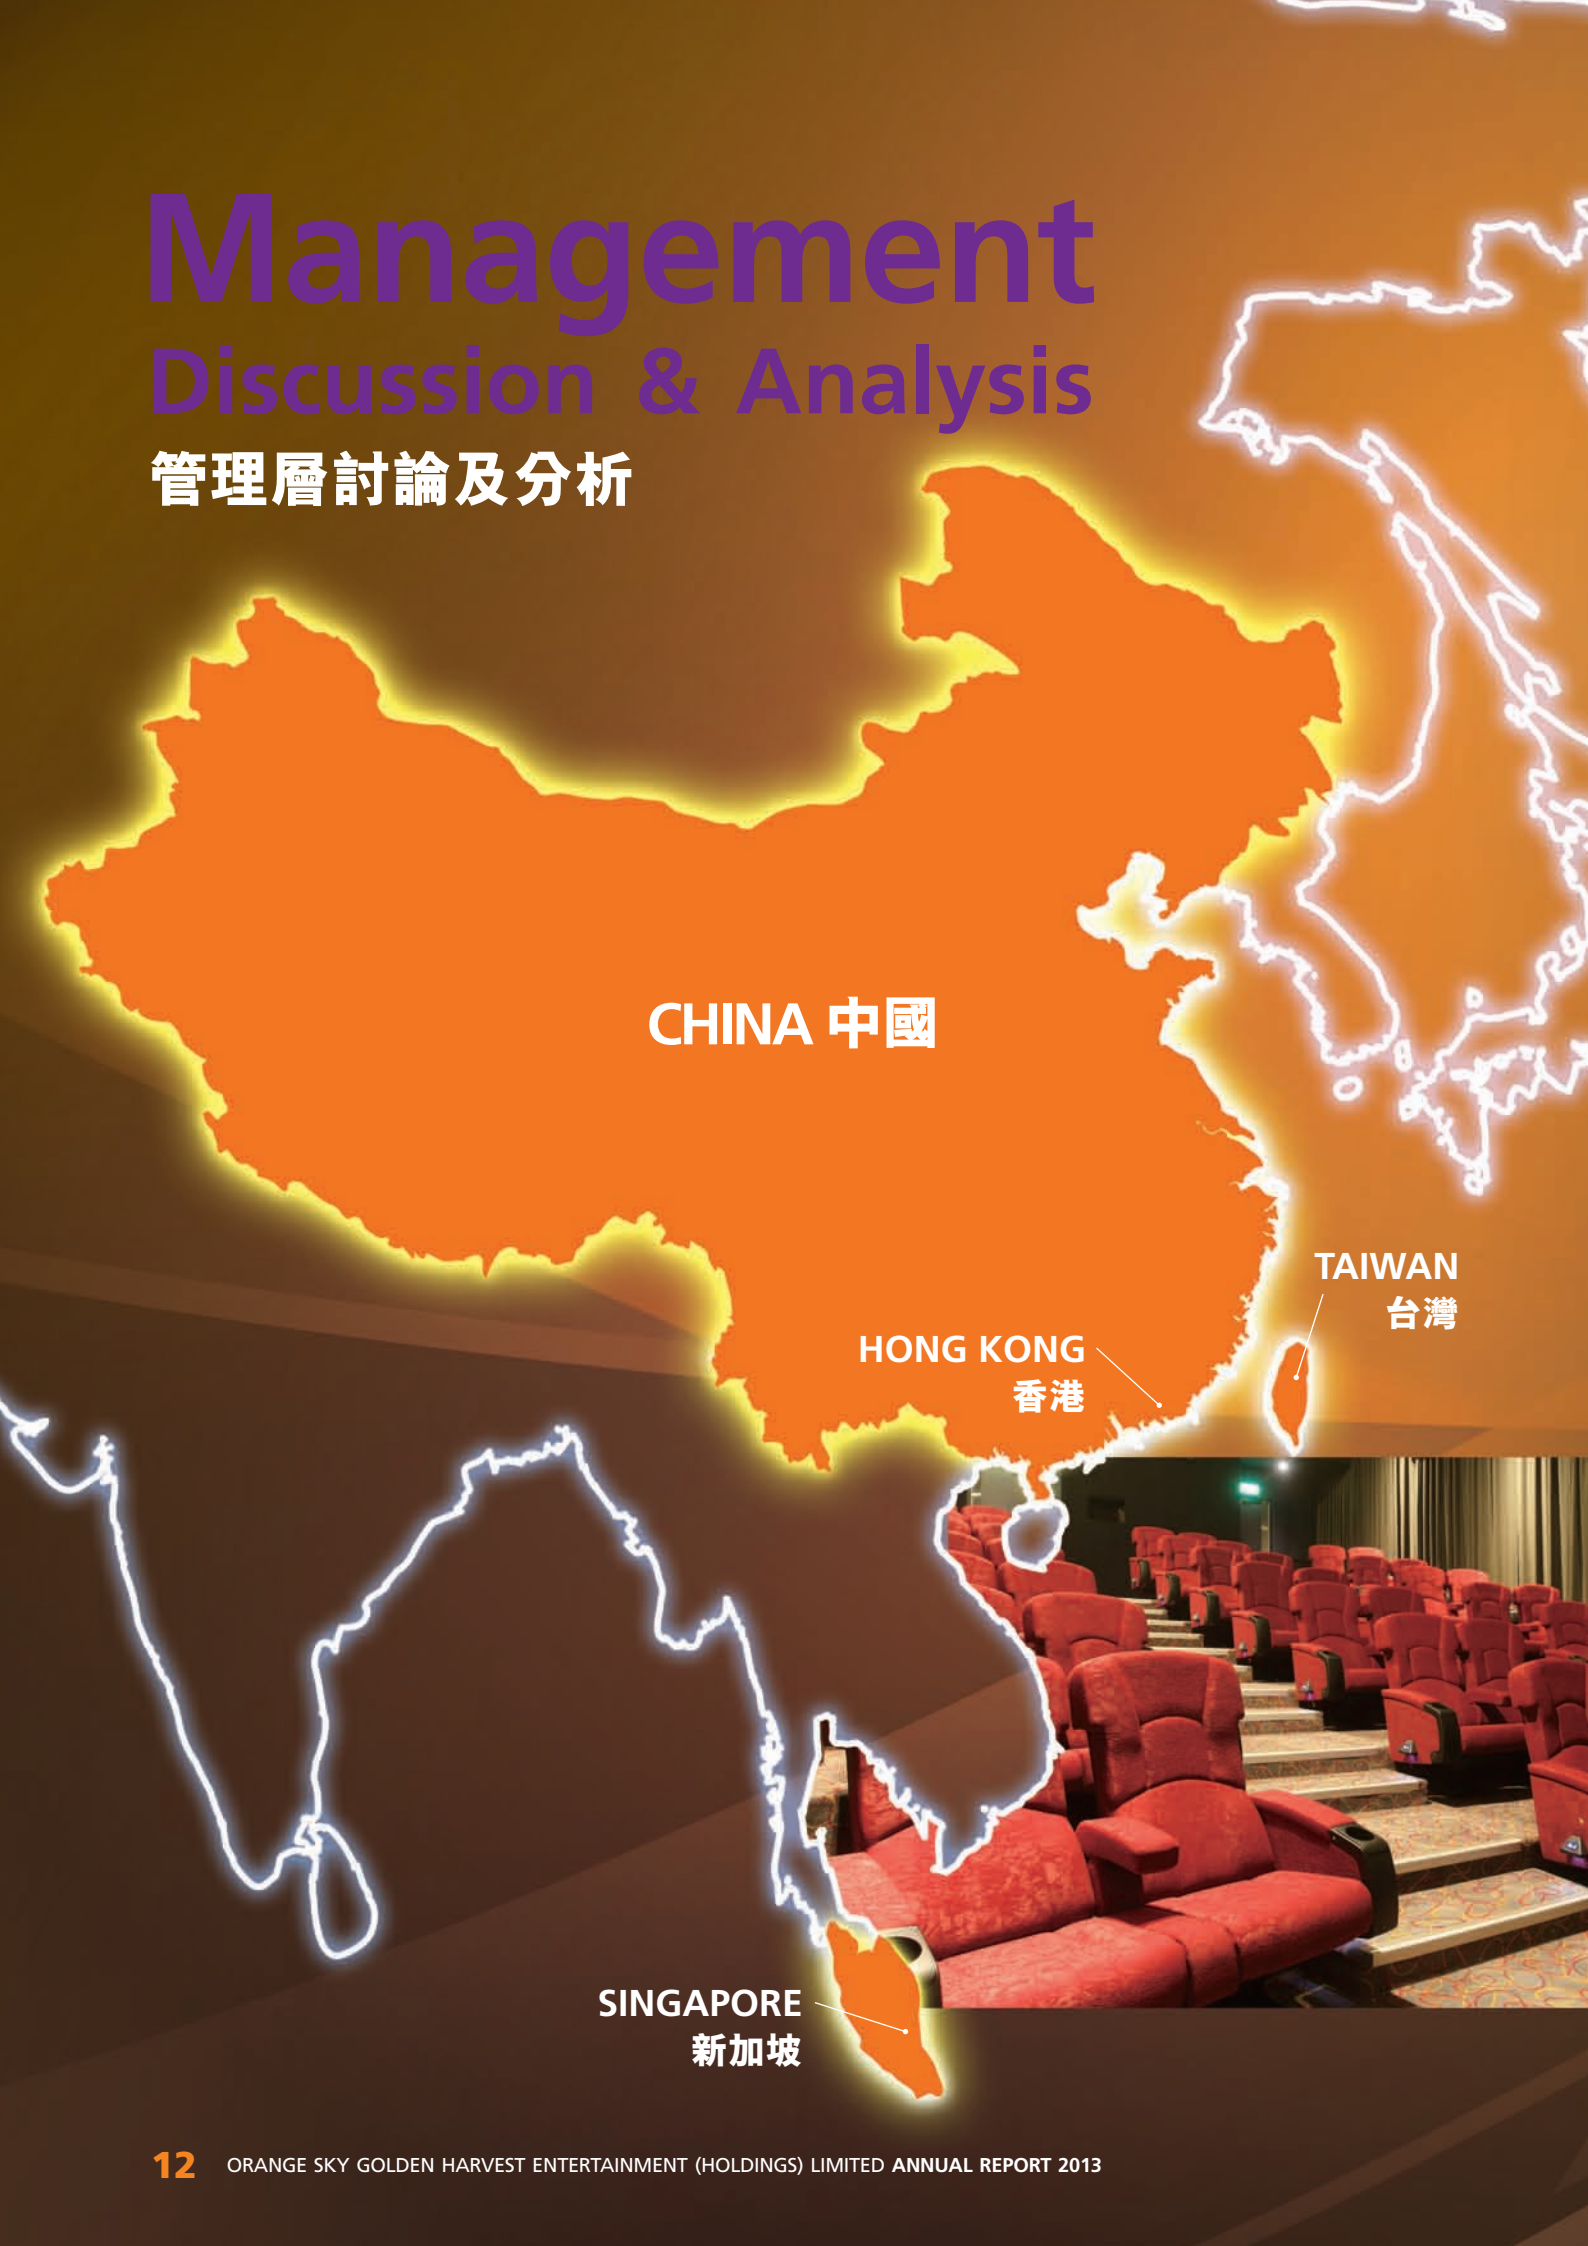 Management
Discussion & Analysis
管理層討論及分析
CHINA 中國
TAIWAN
台灣
HONG KONG
香港
SINGAPORE
新加坡
12 ORANGE SKY GOLDEN HARVEST ENTERTAINMENT (HOLDINGS) LIMITED ANNUAL REPORT 2013